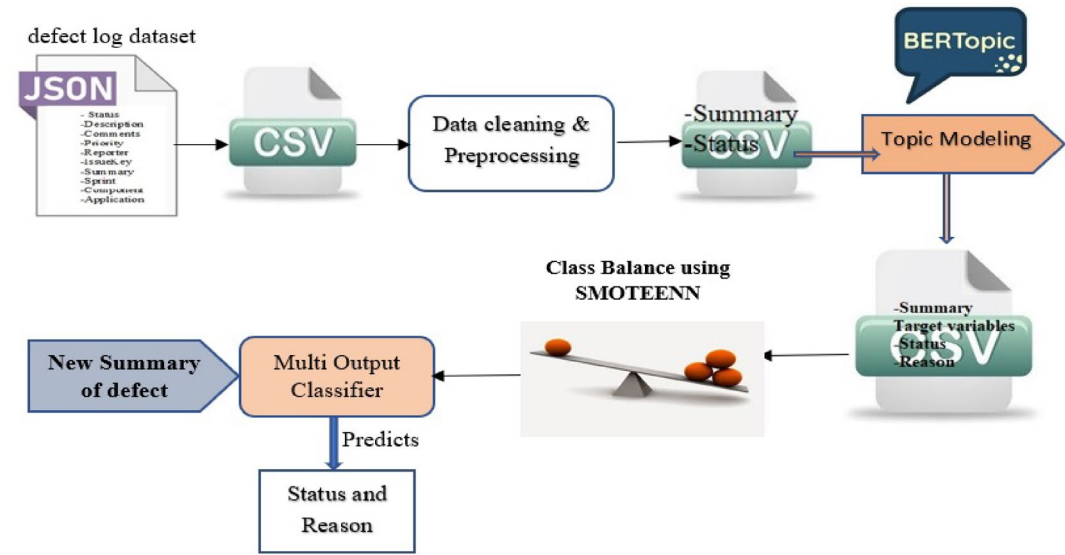 defect log dataset
JSON
- Status
-Description
-Comments
-Priority
-Reporter
-IssueKey
-Summary
-Sprint
-Component
-Application
CSV
Data cleaning &
Preprocessing
-Summary
-Status
CSV
BERTopic
Topic Modeling
-Summary
Target variables
-Status
-Reason
CSV
Class Balance using
SMOTEENN
New Summary
of defect
Multi Output
Classifier
Predicts
Status and
Reason